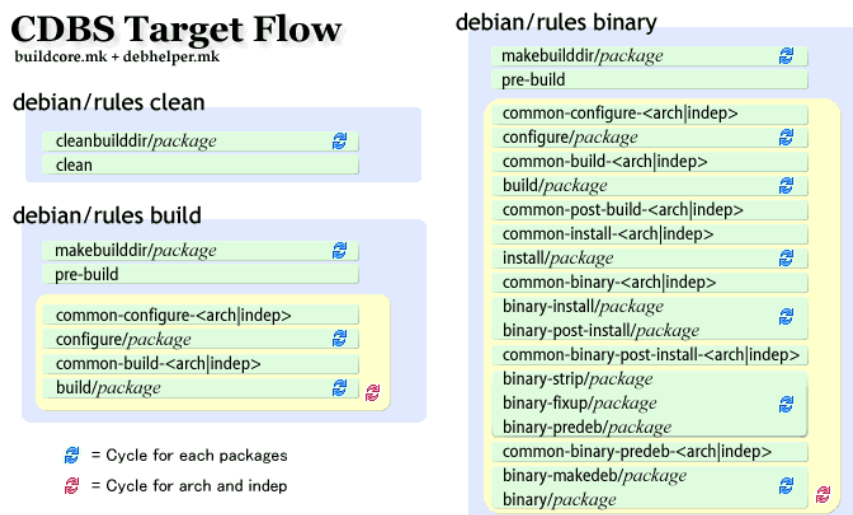 CDBS Target Flow
buildcore.mk + debhelper.mk
debian/rules clean
cleanbuilddir/package
clean
debian/rules build
makebuilddir/package
pre-build
common-configure-<arch|indep>
configure/package
common-build-<arch|indep>
build/package
= Cycle for each packages
= Cycle for arch and indep
debian/rules binary
makebuilddir/package
pre-build
common-configure-<arch|indep>
configure/package
common-build-<arch|indep>
build/package
common-post-build-<arch|indep>
common-install-<arch|indep>
install/package
common-binary-<arch|indep>
binary-install/package
binary-post-install/package
common-binary-post-install-<arch|indep>
binary-strip/package
binary-fixup/package
binary-predeb/package
common-binary-predeb-<arch|indep>
binary-makedeb/package
binary/package